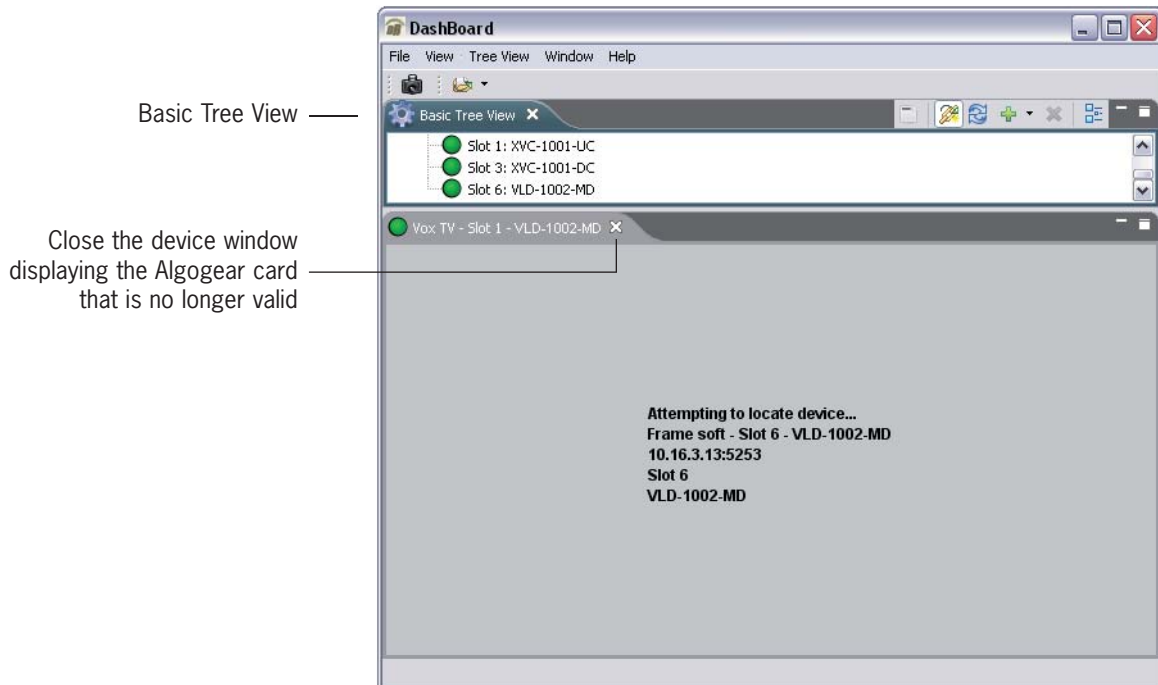 DashBoard
File View Tree View Window Help
Basic Tree View
Basic Tree View
Slot 1: XVC-1001-UC
Slot 3: XVC-1001-DC
Slot 6: VLD-1002-MD
Vox TV - Slot 1 - VLD-1002-MD
Close the device window
displaying the Algogear card
that is no longer valid
Attempting to locate device...
Frame soft - Slot 6 - VLD-1002-MD
10.16.3.13:5253
Slot 6
VLD-1002-MD